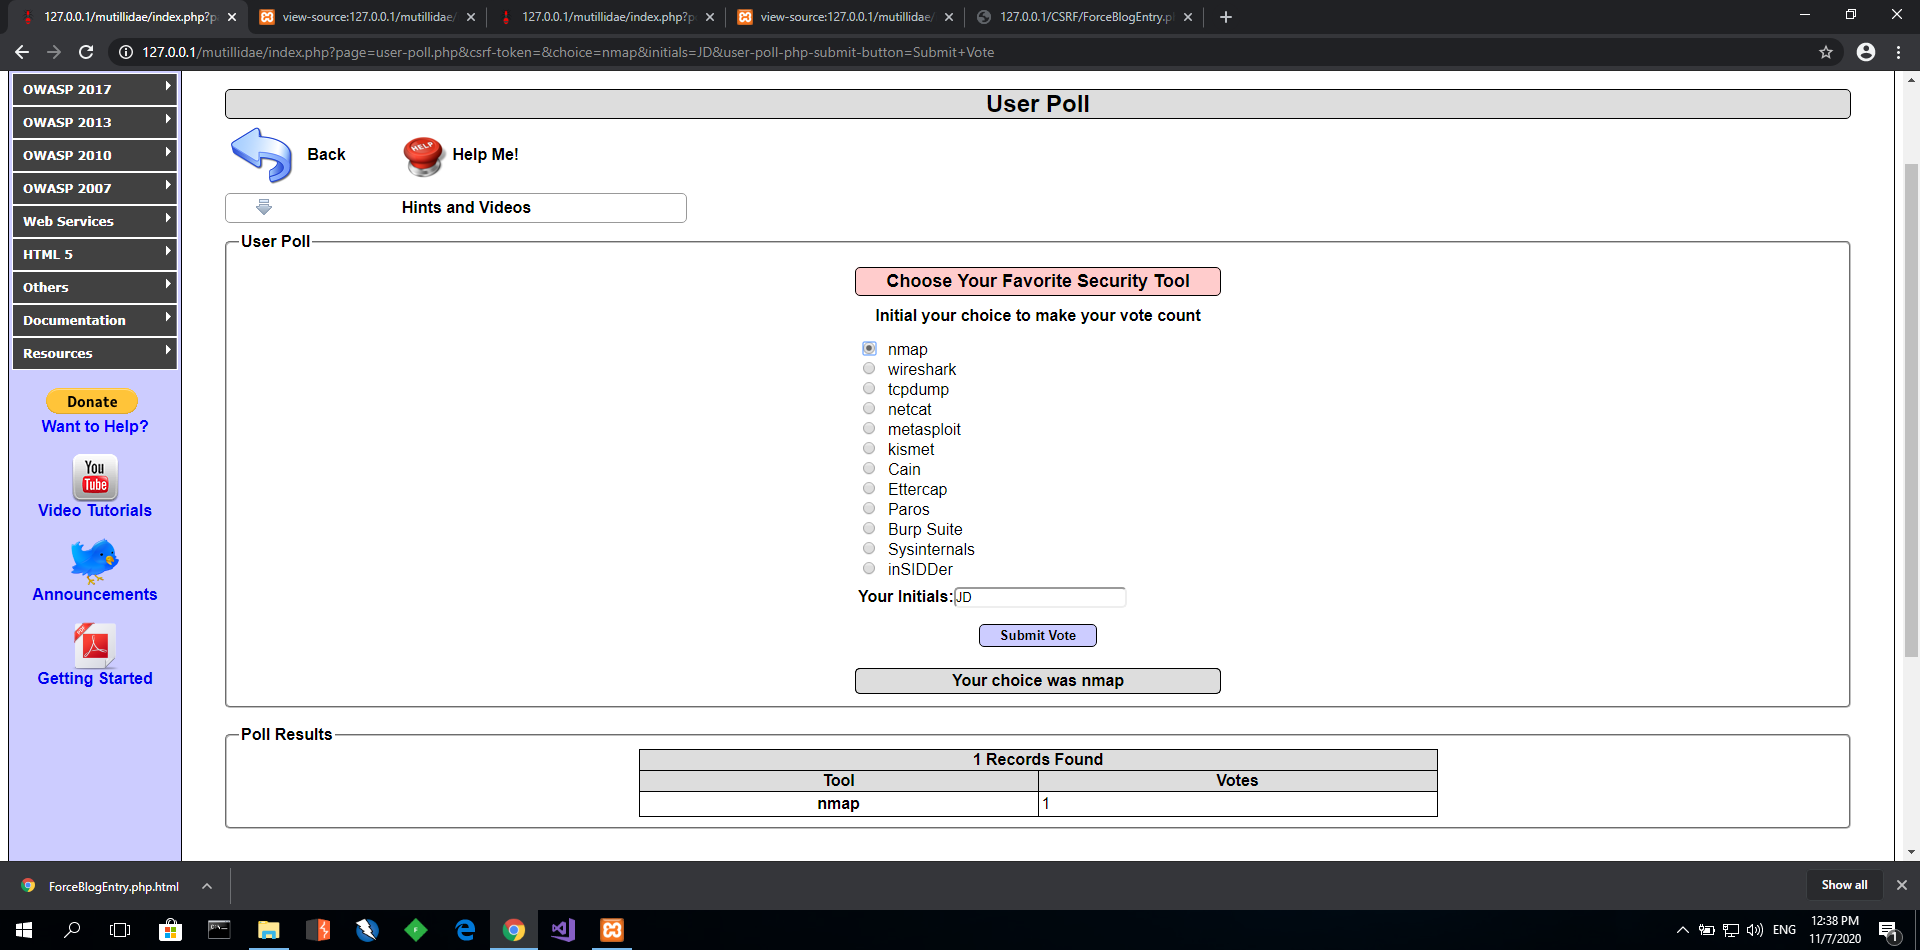 127.0.0.1/mutillidae/index.php?p
view-source:127.0.0.1/mutillidae/
127.0.0.1/mutillidae/index.php?p
view-source:127.0.0.1/mutillidae/
127.0.0.1/CSRF/ForceBlogEntry.p
127.0.0.1/mutillidae/index.php?page=user-poll.php&csrf-token=&choice=nmap&initials=JD&user-poll-php-submit-button=Submit+Vote
OWASP 2017
OWASP 2013
OWASP 2010
OWASP 2007
Web Services
HTML 5
Others
Documentation
Resources
Donate
Want to Help?
You
Tube
Video Tutorials
Announcements
Getting Started
User Poll
Back
HELP
Help Me!
Hints and Videos
User Poll
Choose Your Favorite Security Tool
Initial your choice to make your vote count
nmap
wireshark
tcpdump
netcat
metasploit
kismet
Cain
Ettercap
Paros
Burp Suite
Sysinternals
inSIDDer
Your Initials:JD
Submit Vote
Your choice was nmap
Poll Results
1 Records Found
Tool Votes
nmap 1
ForceBlogEntry.php.html
Show all
ENG
12:38 PM
11/7/2020
1